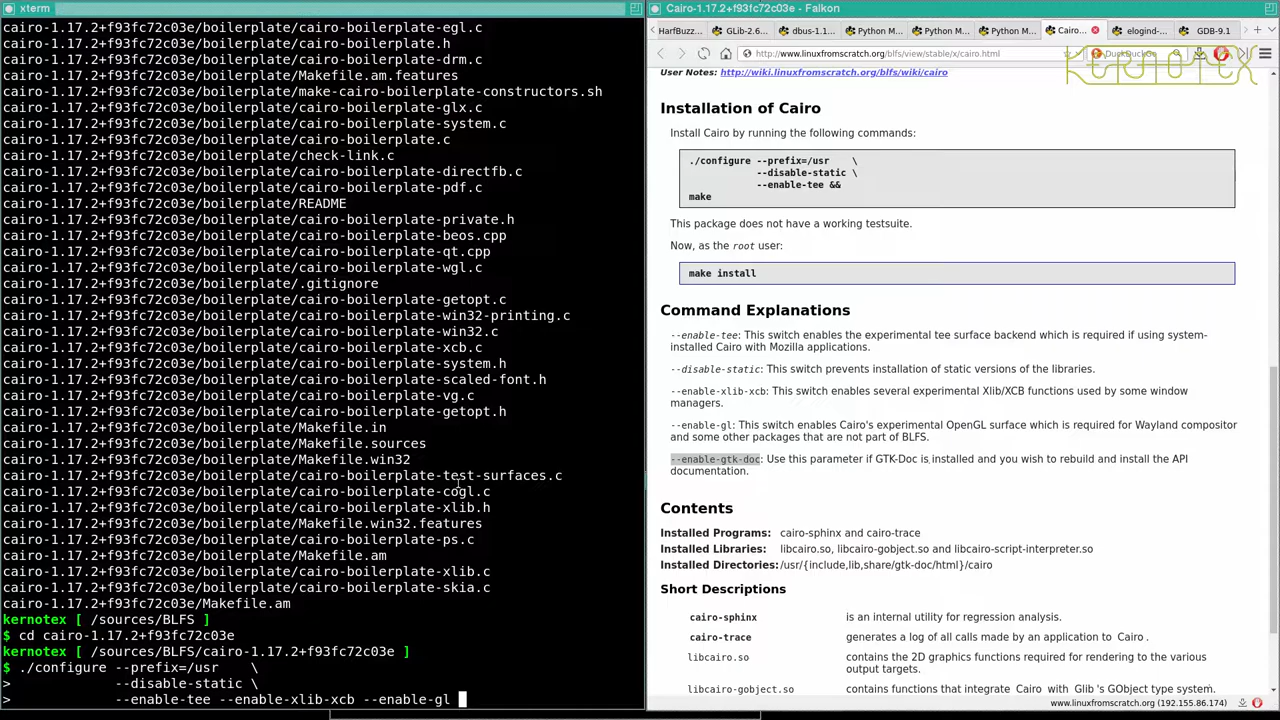 xterm
cairo-1.17.2+f93fc72c03e/boilerplate/cairo-boilerplate-egl.c
cairo-1.17.2+f93fc72c03e/boilerplate/cairo-boilerplate.h
cairo-1.17.2+f93fc72c03e/boilerplate/cairo-boilerplate-drm.c
cairo-1.17.2+f93fc72c03e/boilerplate/Makefile.am.features
cairo-1.17.2+f93fc72c03e/boilerplate/make-cairo-boilerplate-constructors.sh
cairo-1.17.2+f93fc72c03e/boilerplate/cairo-boilerplate-glx.c
cairo-1.17.2+f93fc72c03e/boilerplate/cairo-boilerplate-system.c
cairo-1.17.2+f93fc72c03e/boilerplate/cairo-boilerplate.c
cairo-1.17.2+f93fc72c03e/boilerplate/check-link.c
cairo-1.17.2+f93fc72c03e/boilerplate/cairo-boilerplate-directfb.c
cairo-1.17.2+f93fc72c03e/boilerplate/cairo-boilerplate-pdf.c
cairo-1.17.2+f93fc72c03e/boilerplate/README
cairo-1.17.2+f93fc72c03e/boilerplate/cairo-boilerplate-private.h
cairo-1.17.2+f93fc72c03e/boilerplate/cairo-boilerplate-beos.cpp
cairo-1.17.2+f93fc72c03e/boilerplate/cairo-boilerplate-qt.cpp
cairo-1.17.2+f93fc72c03e/boilerplate/cairo-boilerplate-wgl.c
cairo-1.17.2+f93fc72c03e/boilerplate/.gitignore
cairo-1.17.2+f93fc72c03e/boilerplate/cairo-boilerplate-getopt.c
cairo-1.17.2+f93fc72c03e/boilerplate/cairo-boilerplate-win32-printing.c
cairo-1.17.2+f93fc72c03e/boilerplate/cairo-boilerplate-win32.c
cairo-1.17.2+f93fc72c03e/boilerplate/cairo-boilerplate-xcb.c
cairo-1.17.2+f93fc72c03e/boilerplate/cairo-boilerplate-system.h
cairo-1.17.2+f93fc72c03e/boilerplate/cairo-boilerplate-scaled-font.h
cairo-1.17.2+f93fc72c03e/boilerplate/cairo-boilerplate-vg.c
cairo-1.17.2+f93fc72c03e/boilerplate/cairo-boilerplate-getopt.h
cairo-1.17.2+f93fc72c03e/boilerplate/Makefile.in
cairo-1.17.2+f93fc72c03e/boilerplate/Makefile.sources
cairo-1.17.2+f93fc72c03e/boilerplate/Makefile.win32
cairo-1.17.2+f93fc72c03e/boilerplate/cairo-boilerplate-test-surfaces.c
cairo-1.17.2+f93fc72c03e/boilerplate/cairo-boilerplate-cogl.c
cairo-1.17.2+f93fc72c03e/boilerplate/cairo-boilerplate-xlib.h
cairo-1.17.2+f93fc72c03e/boilerplate/Makefile.win32.features
cairo-1.17.2+f93fc72c03e/boilerplate/cairo-boilerplate-ps.c
cairo-1.17.2+f93fc72c03e/boilerplate/Makefile.am
cairo-1.17.2+f93fc72c03e/boilerplate/cairo-boilerplate-xlib.c
cairo-1.17.2+f93fc72c03e/boilerplate/cairo-boilerplate-skia.c
cairo-1.17.2+f93fc72c03e/Makefile.am
kernotex [ /sources/BLFS ]
$ cd cairo-1.17.2+f93fc72c03e
kernotex [ /sources/BLFS/cairo-1.17.2+f93fc72c03e ]
$ ./configure --prefix=/usr    \
>             --disable-static \
>             --enable-tee --enable-xlib-xcb --enable-gl
Cairo-1.17.2+f93fc72c03e - Falkon
HarfBuzz... GLib-2.6... dbus-1.1... Python M... Python M... Python M... Cairo... elogind-... GDB-9.1
http://www.linuxfromscratch.org/blfs/view/stable/x/cairo.html DuckDuckGo
KERNOTEX
User Notes: http://wiki.linuxfromscratch.org/blfs/wiki/cairo
Installation of Cairo
Install Cairo by running the following commands:
./configure --prefix=/usr    \
            --disable-static \
            --enable-tee &&
make
This package does not have a working testsuite.
Now, as the root user:
make install
Command Explanations
--enable-tee: This switch enables the experimental tee surface backend which is required if using system-
installed Cairo with Mozilla applications.
--disable-static: This switch prevents installation of static versions of the libraries.
--enable-xlib-xcb: This switch enables several experimental Xlib/XCB functions used by some window
managers.
--enable-gl: This switch enables Cairo's experimental OpenGL surface which is required for Wayland compositor
and some other packages that are not part of BLFS.
--enable-gtk-doc: Use this parameter if GTK-Doc is installed and you wish to rebuild and install the API
documentation.
Contents
Installed Programs: cairo-sphinx and cairo-trace
Installed Libraries: libcairo.so, libcairo-gobject.so and libcairo-script-interpreter.so
Installed Directories: /usr/{include,lib,share/gtk-doc/html}/cairo
Short Descriptions
cairo-sphinx is an internal utility for regression analysis.
cairo-trace generates a log of all calls made by an application to Cairo .
libcairo.so contains the 2D graphics functions required for rendering to the various
output targets.
libcairo-gobject.so contains functions that integrate Cairo with Glib 's GObject type system.
www.linuxfromscratch.org (192.155.86.174)